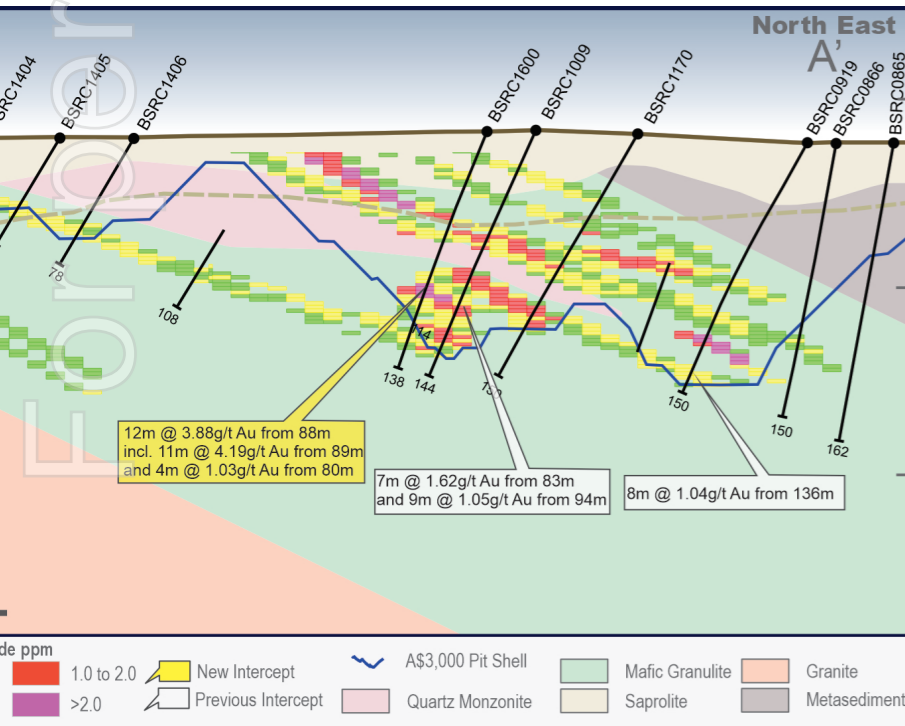 North East
A'
SRC1404
BSRC1405
BSRC1406
BSRC1600
BSRC1009
BSRC1170
BSRC0919
BSRC0866
BSRC0865
For per
78
108
114
138
144
150
150
162
12m @ 3.88g/t Au from 88m
incl. 11m @ 4.19g/t Au from 89m
and 4m @ 1.03g/t Au from 80m
7m @ 1.62g/t Au from 83m
and 9m @ 1.05g/t Au from 94m
8m @ 1.04g/t Au from 136m
de ppm
1.0 to 2.0
>2.0
New Intercept
Previous Intercept
A$3,000 Pit Shell
Quartz Monzonite
Mafic Granulite
Saprolite
Granite
Metasediment